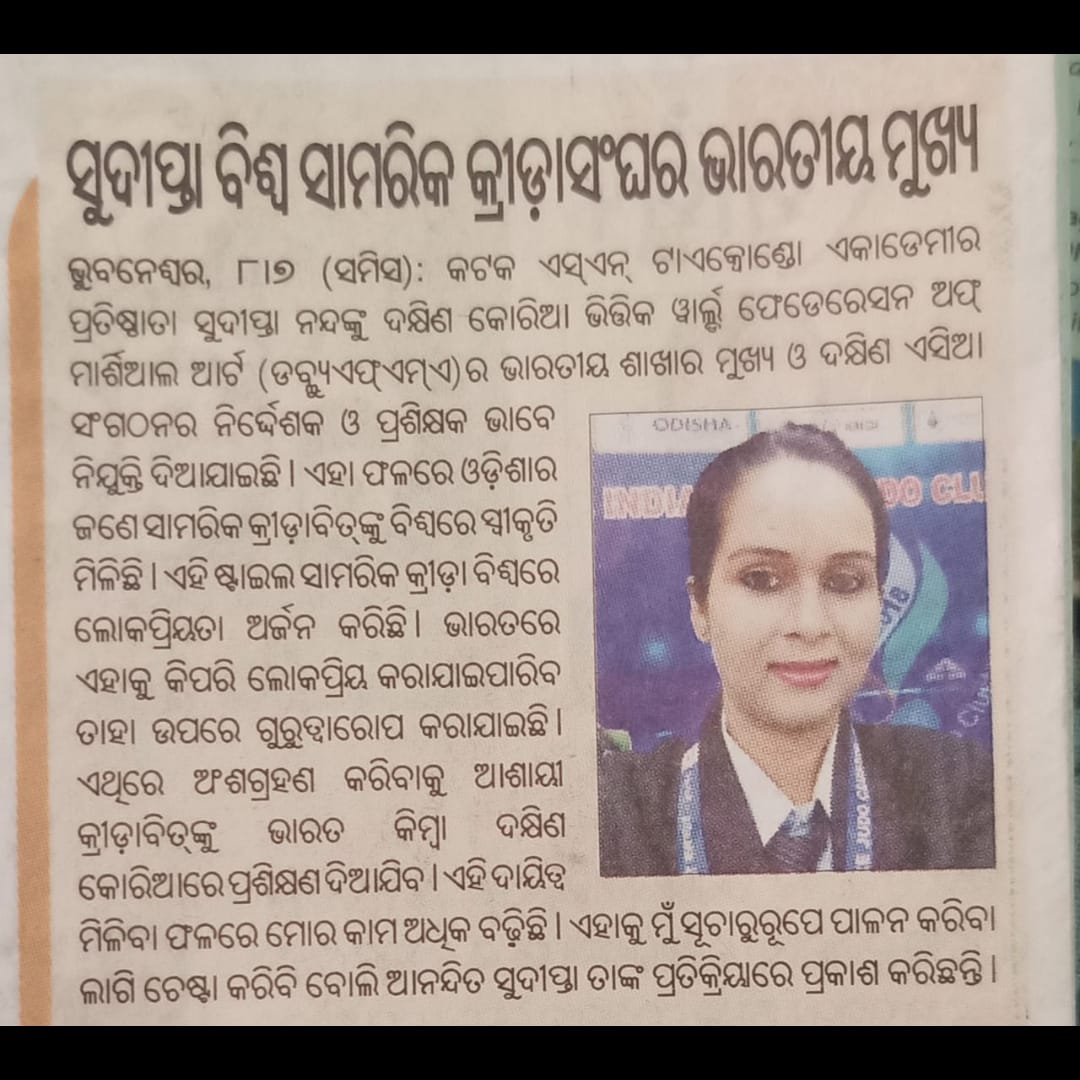 ସୁଦୀପ୍ତା ବିଶ୍ୱ ସାମରିକ କ୍ରୀଡ଼ାସଂଘର ଭାରତୀୟ ମୁଖ୍ୟ
ଭୁବନେଶ୍ୱର, ୮।୭ (ସମିସ): କଟକ ଏସ୍ଏନ୍ ଟାଏକ୍ୱୋଣ୍ଡୋ ଏକାଡେମୀର
ପ୍ରତିଷ୍ଠାତା ସୁଦୀପ୍ତା ନନ୍ଦଙ୍କୁ ଦକ୍ଷିଣ କୋରିଆ ଭିତ୍ତିକ ୱାର୍ଲ୍ଡ ଫେଡେରେସନ ଅଫ୍
ମାର୍ଶିଆଲ ଆର୍ଟ (ଡବ୍ଲ୍ୟୁଏଫ୍ଏମ୍ଏ)ର ଭାରତୀୟ ଶାଖାର ମୁଖ୍ୟ ଓ ଦକ୍ଷିଣ ଏସିଆ
ସଂଗଠନର ନିର୍ଦ୍ଦେଶକ ଓ ପ୍ରଶିକ୍ଷକ ଭାବେ
ନିଯୁକ୍ତି ଦିଆଯାଇଛି । ଏହା ଫଳରେ ଓଡ଼ିଶାର
ଜଣେ ସାମରିକ କ୍ରୀଡ଼ାବିତ୍‌ଙ୍କୁ ବିଶ୍ୱରେ ସ୍ୱୀକୃତି
ମିଳିଛି । ଏହି ଷ୍ଟାଇଲ ସାମରିକ କ୍ରୀଡ଼ା ବିଶ୍ୱରେ
ଲୋକପ୍ରିୟତା ଅର୍ଜନ କରିଛି । ଭାରତରେ
ଏହାକୁ କିପରି ଲୋକପ୍ରିୟ କରାଯାଇପାରିବ
ତାହା ଉପରେ ଗୁରୁତ୍ୱାରୋପ କରାଯାଇଛି ।
ଏଥିରେ ଅଂଶଗ୍ରହଣ କରିବାକୁ ଆଶାୟୀ
କ୍ରୀଡ଼ାବିତ୍‌ଙ୍କୁ ଭାରତ କିମ୍ବା ଦକ୍ଷିଣ
କୋରିଆରେ ପ୍ରଶିକ୍ଷଣ ଦିଆଯିବ । ଏହି ଦାୟିତ୍ୱ
ମିଳିବା ଫଳରେ ମୋର କାମ ଅଧିକ ବଢ଼ିଛି । ଏହାକୁ ମୁଁ ସୂଚାରୁରୂପେ ପାଳନ କରିବା
ଲାଗି ଚେଷ୍ଟା କରିବି ବୋଲି ଆନନ୍ଦିତ ସୁଦୀପ୍ତା ତାଙ୍କ ପ୍ରତିକ୍ରିୟାରେ ପ୍ରକାଶ କରିଛନ୍ତି ।
ODISHA